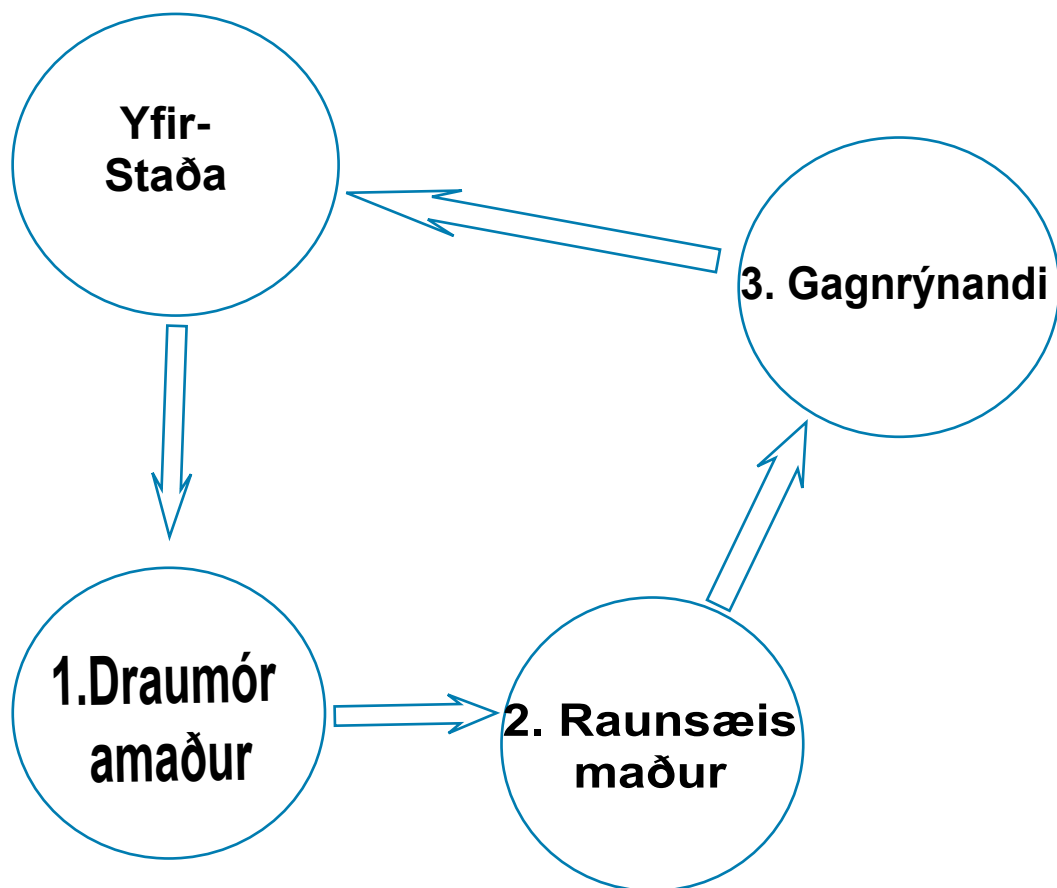 Yfir-
Staða
3. Gagnrýnandi
1.Draumór
amaður
2. Raunsæis
maður